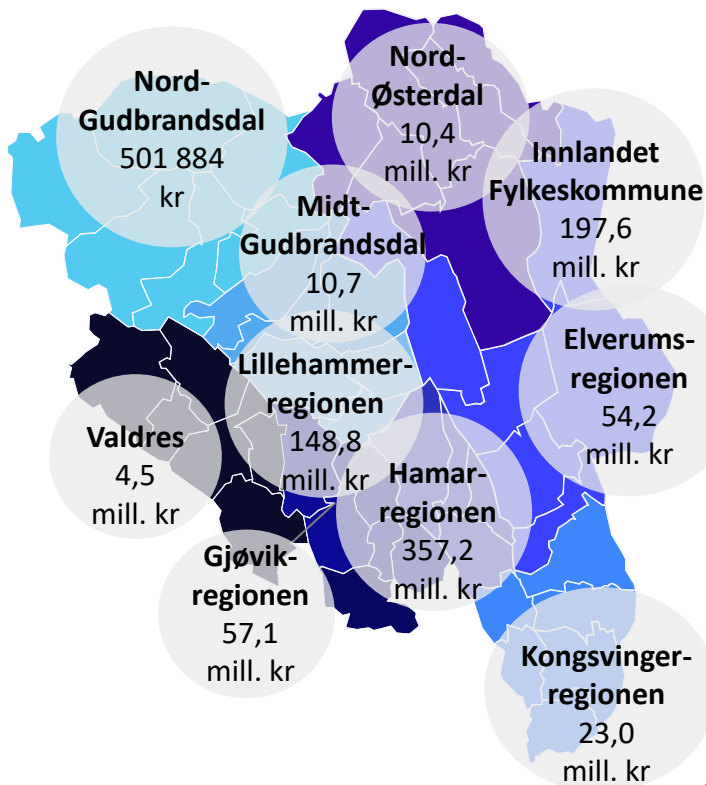 Nord-
Gudbrandsdal
501 884
kr
Nord-
Østerdal
10,4
mill. kr
Innlandet
Fylkeskommune
197,6
mill. kr
Midt-
Gudbrandsdal
10,7
mill. kr
Elverums-
regionen
54,2
mill. kr
Lillehammer-
regionen
148,8
mill. kr
Valdres
4,5
mill. kr
Hamar-
regionen
357,2
mill. kr
Gjøvik-
regionen
57,1
mill. kr
Kongsvinger-
regionen
23,0
mill. kr